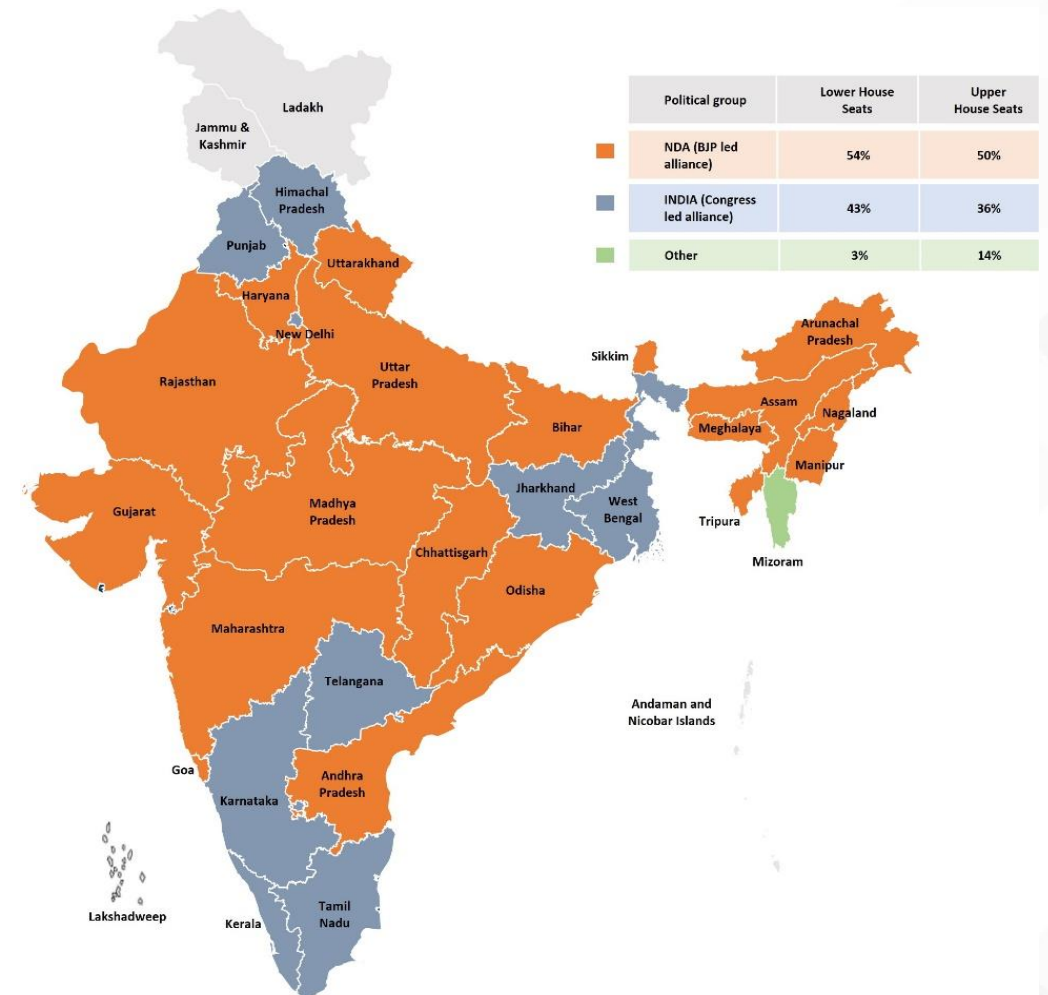 Ladakh
Jammu &
Kashmir
Himachal
Pradesh
Punjab
Uttarakhand
Haryana
New Delhi
Rajasthan
Uttar
Pradesh
Bihar
Sikkim
Arunachal
Pradesh
Assam
Nagaland
Meghalaya
Manipur
Tripura
Mizoram
Gujarat
Madhya
Pradesh
Jharkhand
West
Bengal
Chhattisgarh
Odisha
Maharashtra
Telangana
Andaman and
Nicobar Islands
Goa
Karnataka
Andhra
Pradesh
Lakshadweep
Kerala
Tamil
Nadu
Political group
Lower House
Seats
Upper
House Seats
NDA (BJP led
alliance)
54%
50%
INDIA (Congress
led alliance)
43%
36%
Other
3%
14%